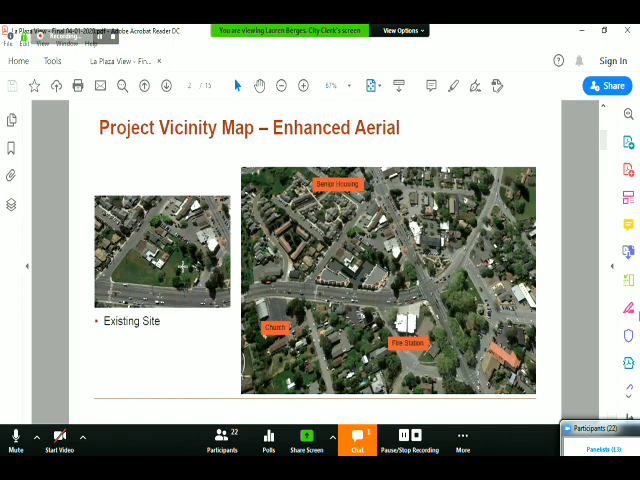 La Plaza View - Final 04-01-2020.pdf - Adobe Acrobat Reader DC
You are viewing Lauren Berges, City Clerk's screen
View Options
File Edit View Window Help
Recording...
Home
Tools
La Plaza View - Fin...
Sign In
2 / 15
67%
Share
Project Vicinity Map – Enhanced Aerial
Senior Housing
Church
Fire Station
• Existing Site
Participants (22)
Panelists (13)
22
1
Mute
Start Video
Participants
Polls
Share Screen
Chat
Pause/Stop Recording
More